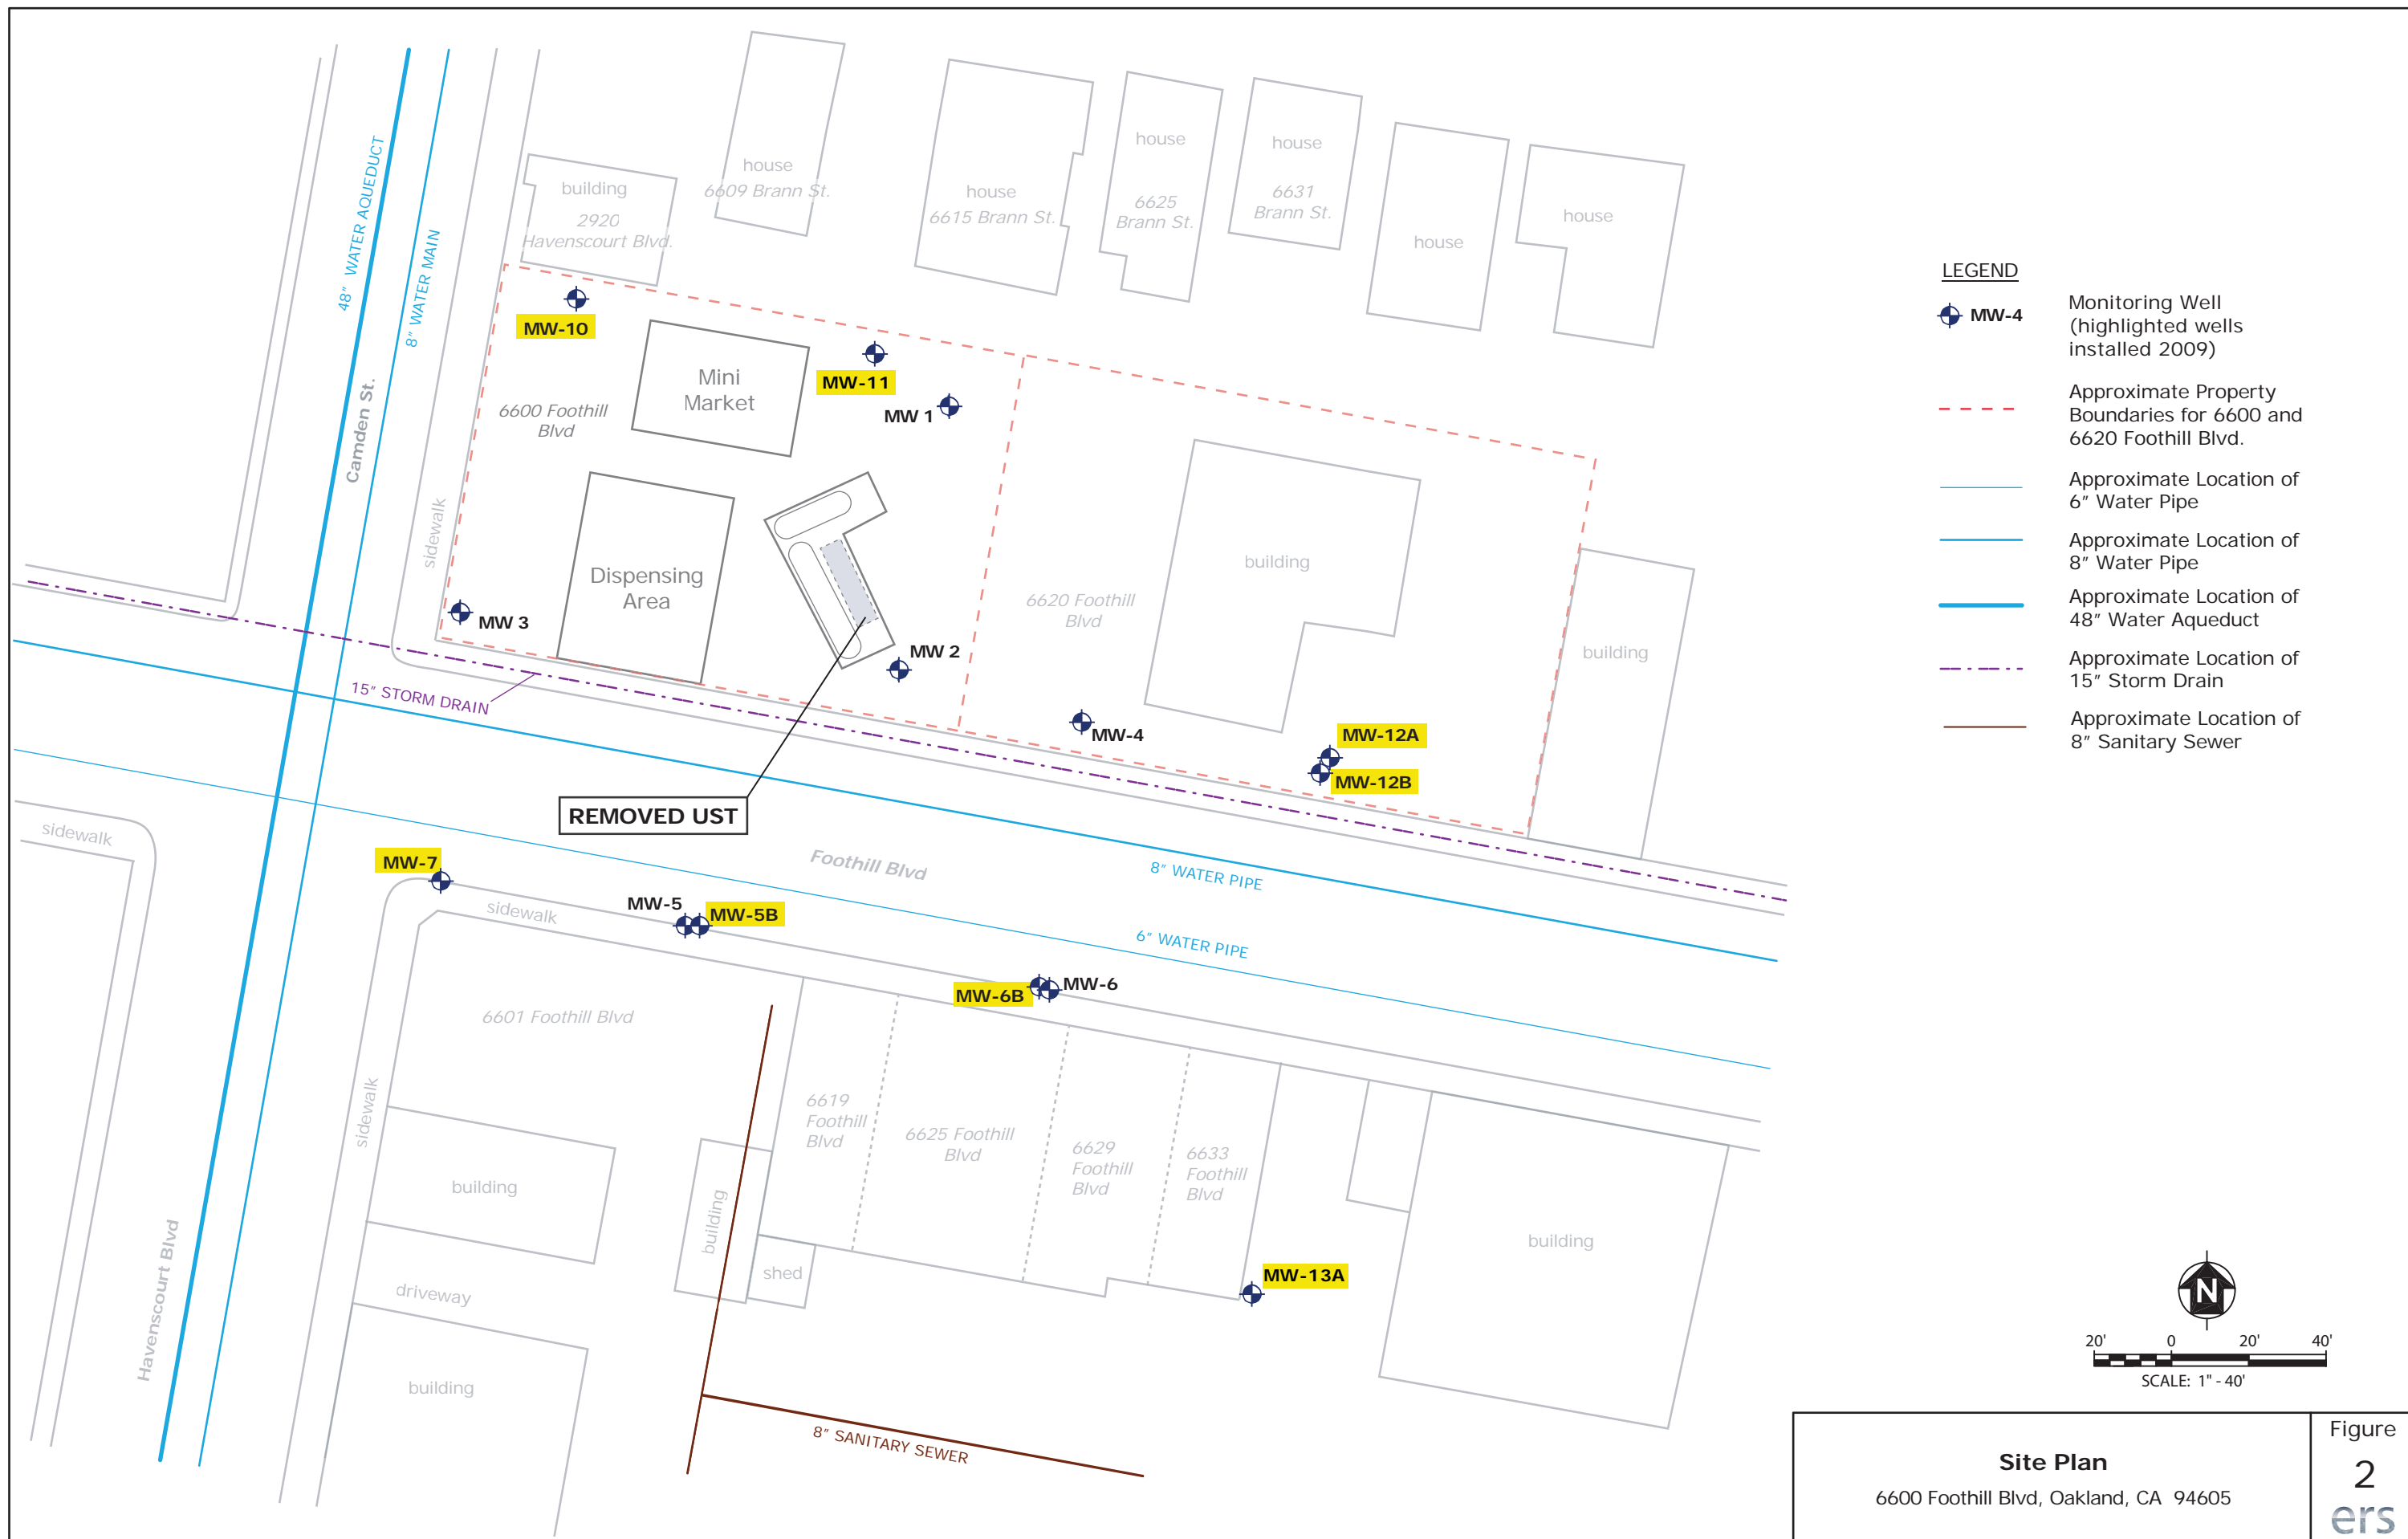 house
6609 Brann St.
building
2920
Havenscourt Blvd.
house
6615 Brann St.
house
6625
Brann St.
house
6631
Brann St.
house
house
48" WATER AQUEDUCT
8" WATER MAIN
Camden St.
sidewalk
MW-10
MW-11
MW 1
Mini
Market
6600 Foothill
Blvd
Dispensing
Area
MW 3
MW 2
6620 Foothill
Blvd
building
building
MW-4
MW-12A
MW-12B
15" STORM DRAIN
REMOVED UST
Foothill Blvd
8" WATER PIPE
6" WATER PIPE
sidewalk
MW-7
sidewalk
MW-5
MW-5B
MW-6B
MW-6
6601 Foothill Blvd
sidewalk
6619
Foothill
Blvd
6625 Foothill
Blvd
6629
Foothill
Blvd
6633
Foothill
Blvd
building
building
shed
building
MW-13A
driveway
Havenscourt Blvd
building
8" SANITARY SEWER
LEGEND
MW-4
Monitoring Well
(highlighted wells
installed 2009)
Approximate Property
Boundaries for 6600 and
6620 Foothill Blvd.
Approximate Location of
6" Water Pipe
Approximate Location of
8" Water Pipe
Approximate Location of
48" Water Aqueduct
Approximate Location of
15" Storm Drain
Approximate Location of
8" Sanitary Sewer
N
20' 0 20' 40'
SCALE: 1" - 40'
Site Plan
6600 Foothill Blvd, Oakland, CA 94605
Figure
2
ers